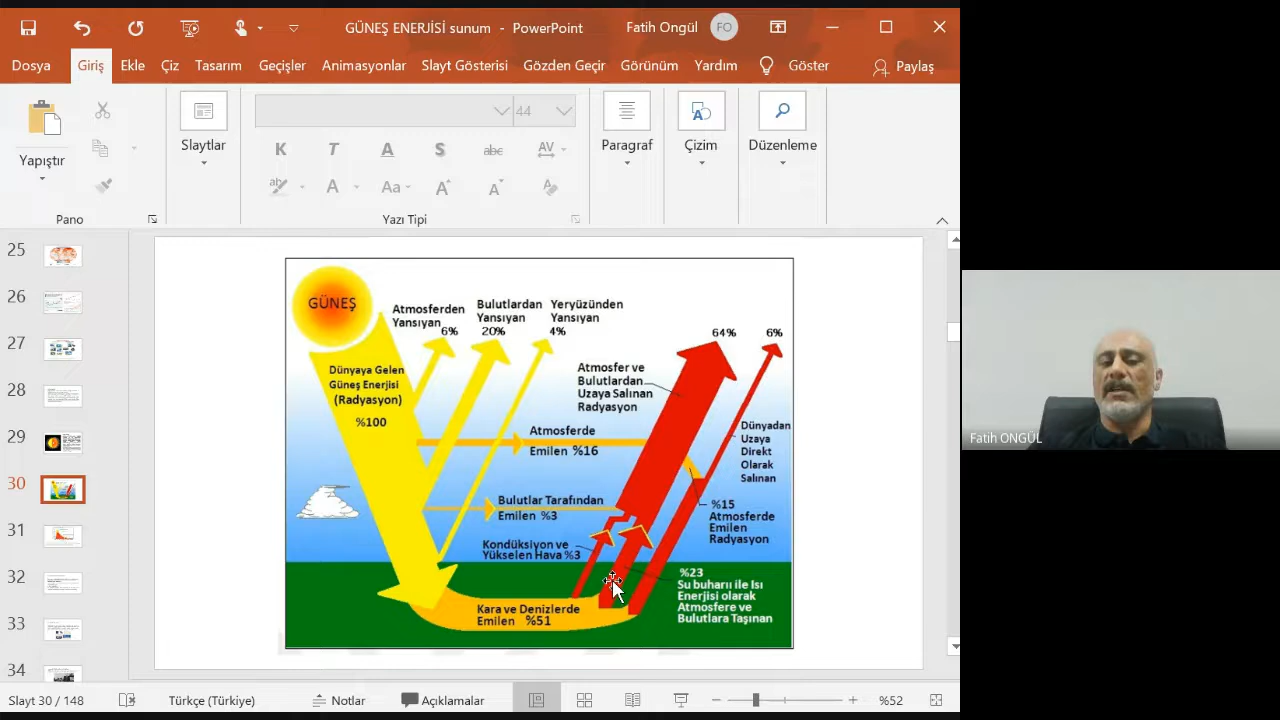 GÜNEŞ ENERJİSİ sunum - PowerPoint
Fatih Ongül
FO
Dosya
Giriş
Ekle
Çiz
Tasarım
Geçişler
Animasyonlar
Slayt Gösterisi
Gözden Geçir
Görünüm
Yardım
Göster
Paylaş
Yapıştır
Slaytlar
44
K
T
A
S
abc
AV
ab
A
Aa
A
A
A
Paragraf
Çizim
Düzenleme
Pano
Yazı Tipi
25
26
27
28
29
30
31
32
33
34
GÜNEŞ
Atmosferden
Yansıyan
6%
Bulutlardan
Yansıyan
20%
Yeryüzünden
Yansıyan
4%
64%
6%
Dünyaya Gelen
Güneş Enerjisi
(Radyasyon)
%100
Atmosfer ve
Bulutlardan
Uzaya Salınan
Radyasyon
Atmosferde
Emilen %16
Dünyadan
Uzaya
Direkt
Olarak
Salınan
Bulutlar Tarafından
Emilen %3
%15
Atmosferde
Emilen
Radyasyon
Kondüksiyon ve
Yükselen Hava %3
%23
Su buharıı ile Isı
Enerjisi olarak
Atmosfere ve
Bulutlara Taşınan
Kara ve Denizlerde
Emilen %51
Fatih ONGÜL
Slayt 30 / 148
Türkçe (Türkiye)
Notlar
Açıklamalar
%52